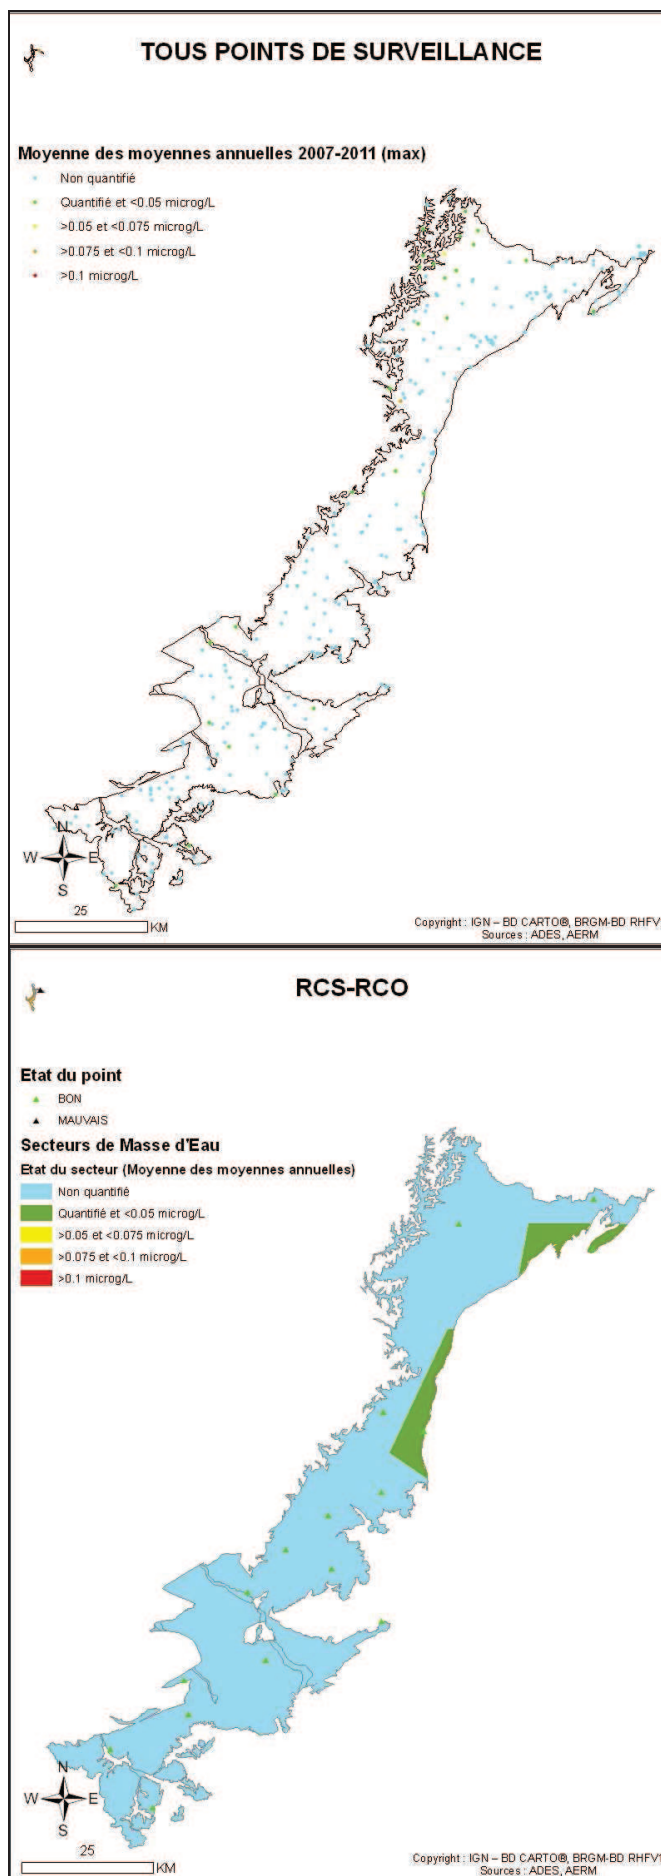 TOUS POINTS DE SURVEILLANCE
Moyenne des moyennes annuelles 2007-2011 (max)
Non quantifié
Quantifié et <0.05 microg/L
>0.05 et <0.075 microg/L
>0.075 et <0.1 microg/L
>0.1 microg/L
N
W E
S
25
KM
Copyright : IGN – BD CARTO®, BRGM-BD RHFV1
Sources : ADES, AERM
RCS-RCO
Etat du point
BON
MAUVAIS
Secteurs de Masse d'Eau
Etat du secteur (Moyenne des moyennes annuelles)
Non quantifié
Quantifié et <0.05 microg/L
>0.05 et <0.075 microg/L
>0.075 et <0.1 microg/L
>0.1 microg/L
N
W E
S
25
KM
Copyright : IGN – BD CARTO®, BRGM-BD RHFV1
Sources : ADES, AERM